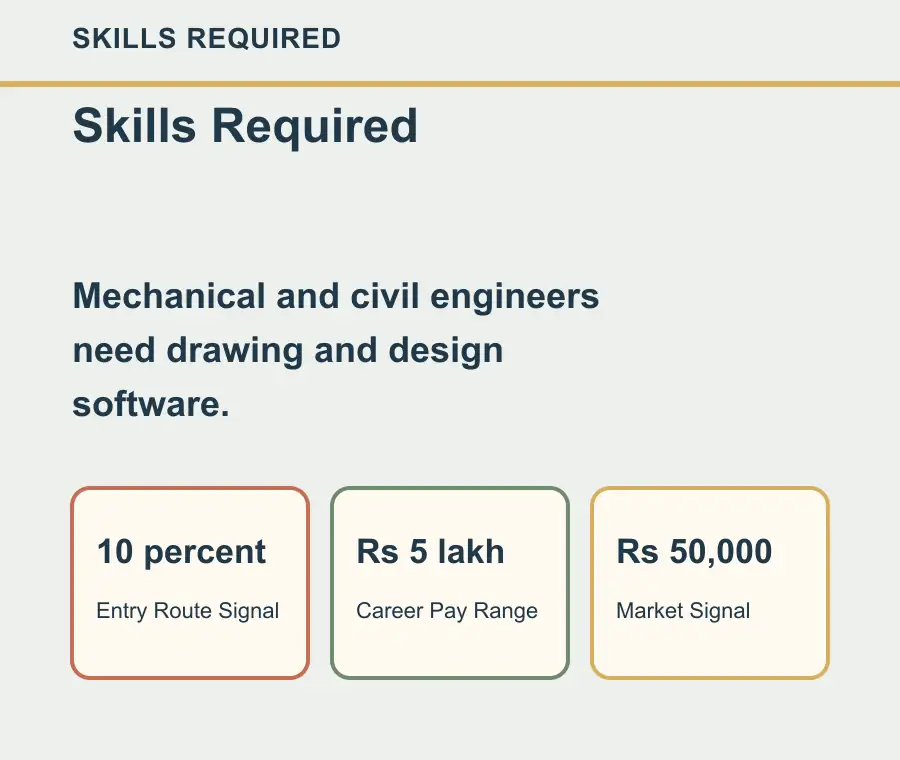 SKILLS REQUIRED
Skills Required
Mechanical and civil engineers
need drawing and design
software.
10 percent
Entry Route Signal
Rs 5 lakh
Career Pay Range
Rs 50,000
Market Signal